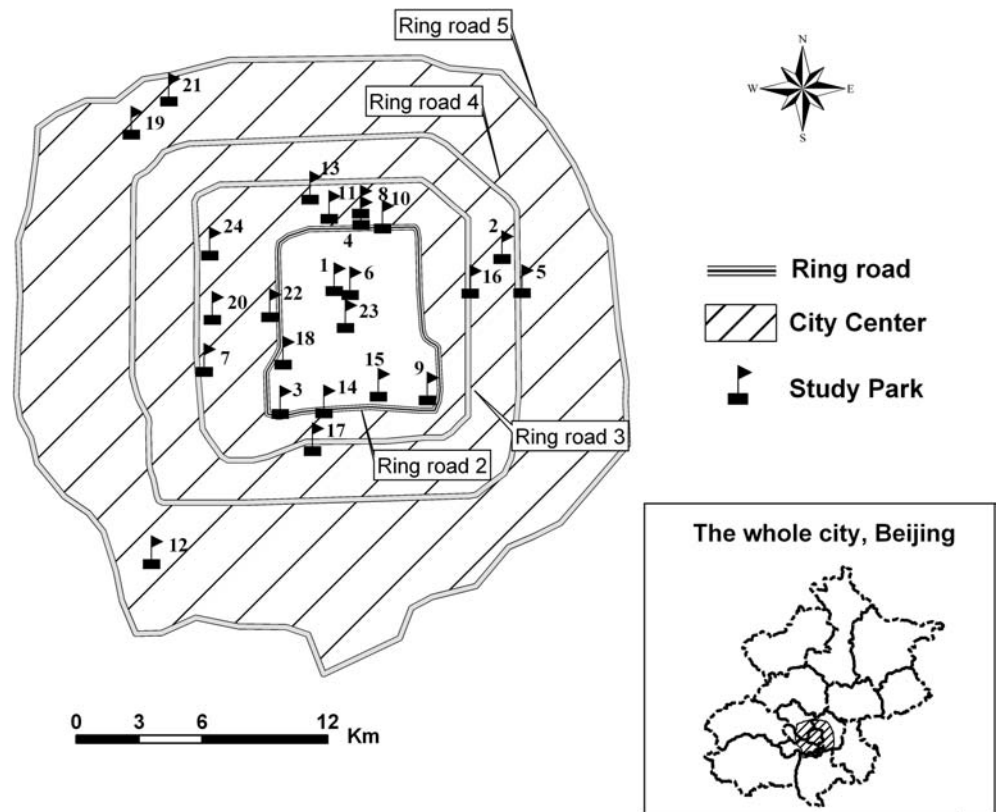 Ring road 5
Ring road 4
21
19
13
11
8
10
4
24
2
1
6
16
5
20
22
23
18
7
15
9
3
14
17
Ring road 3
Ring road 2
12
0 3 6 12 Km
N
W E
S
Ring road
City Center
Study Park
The whole city, Beijing